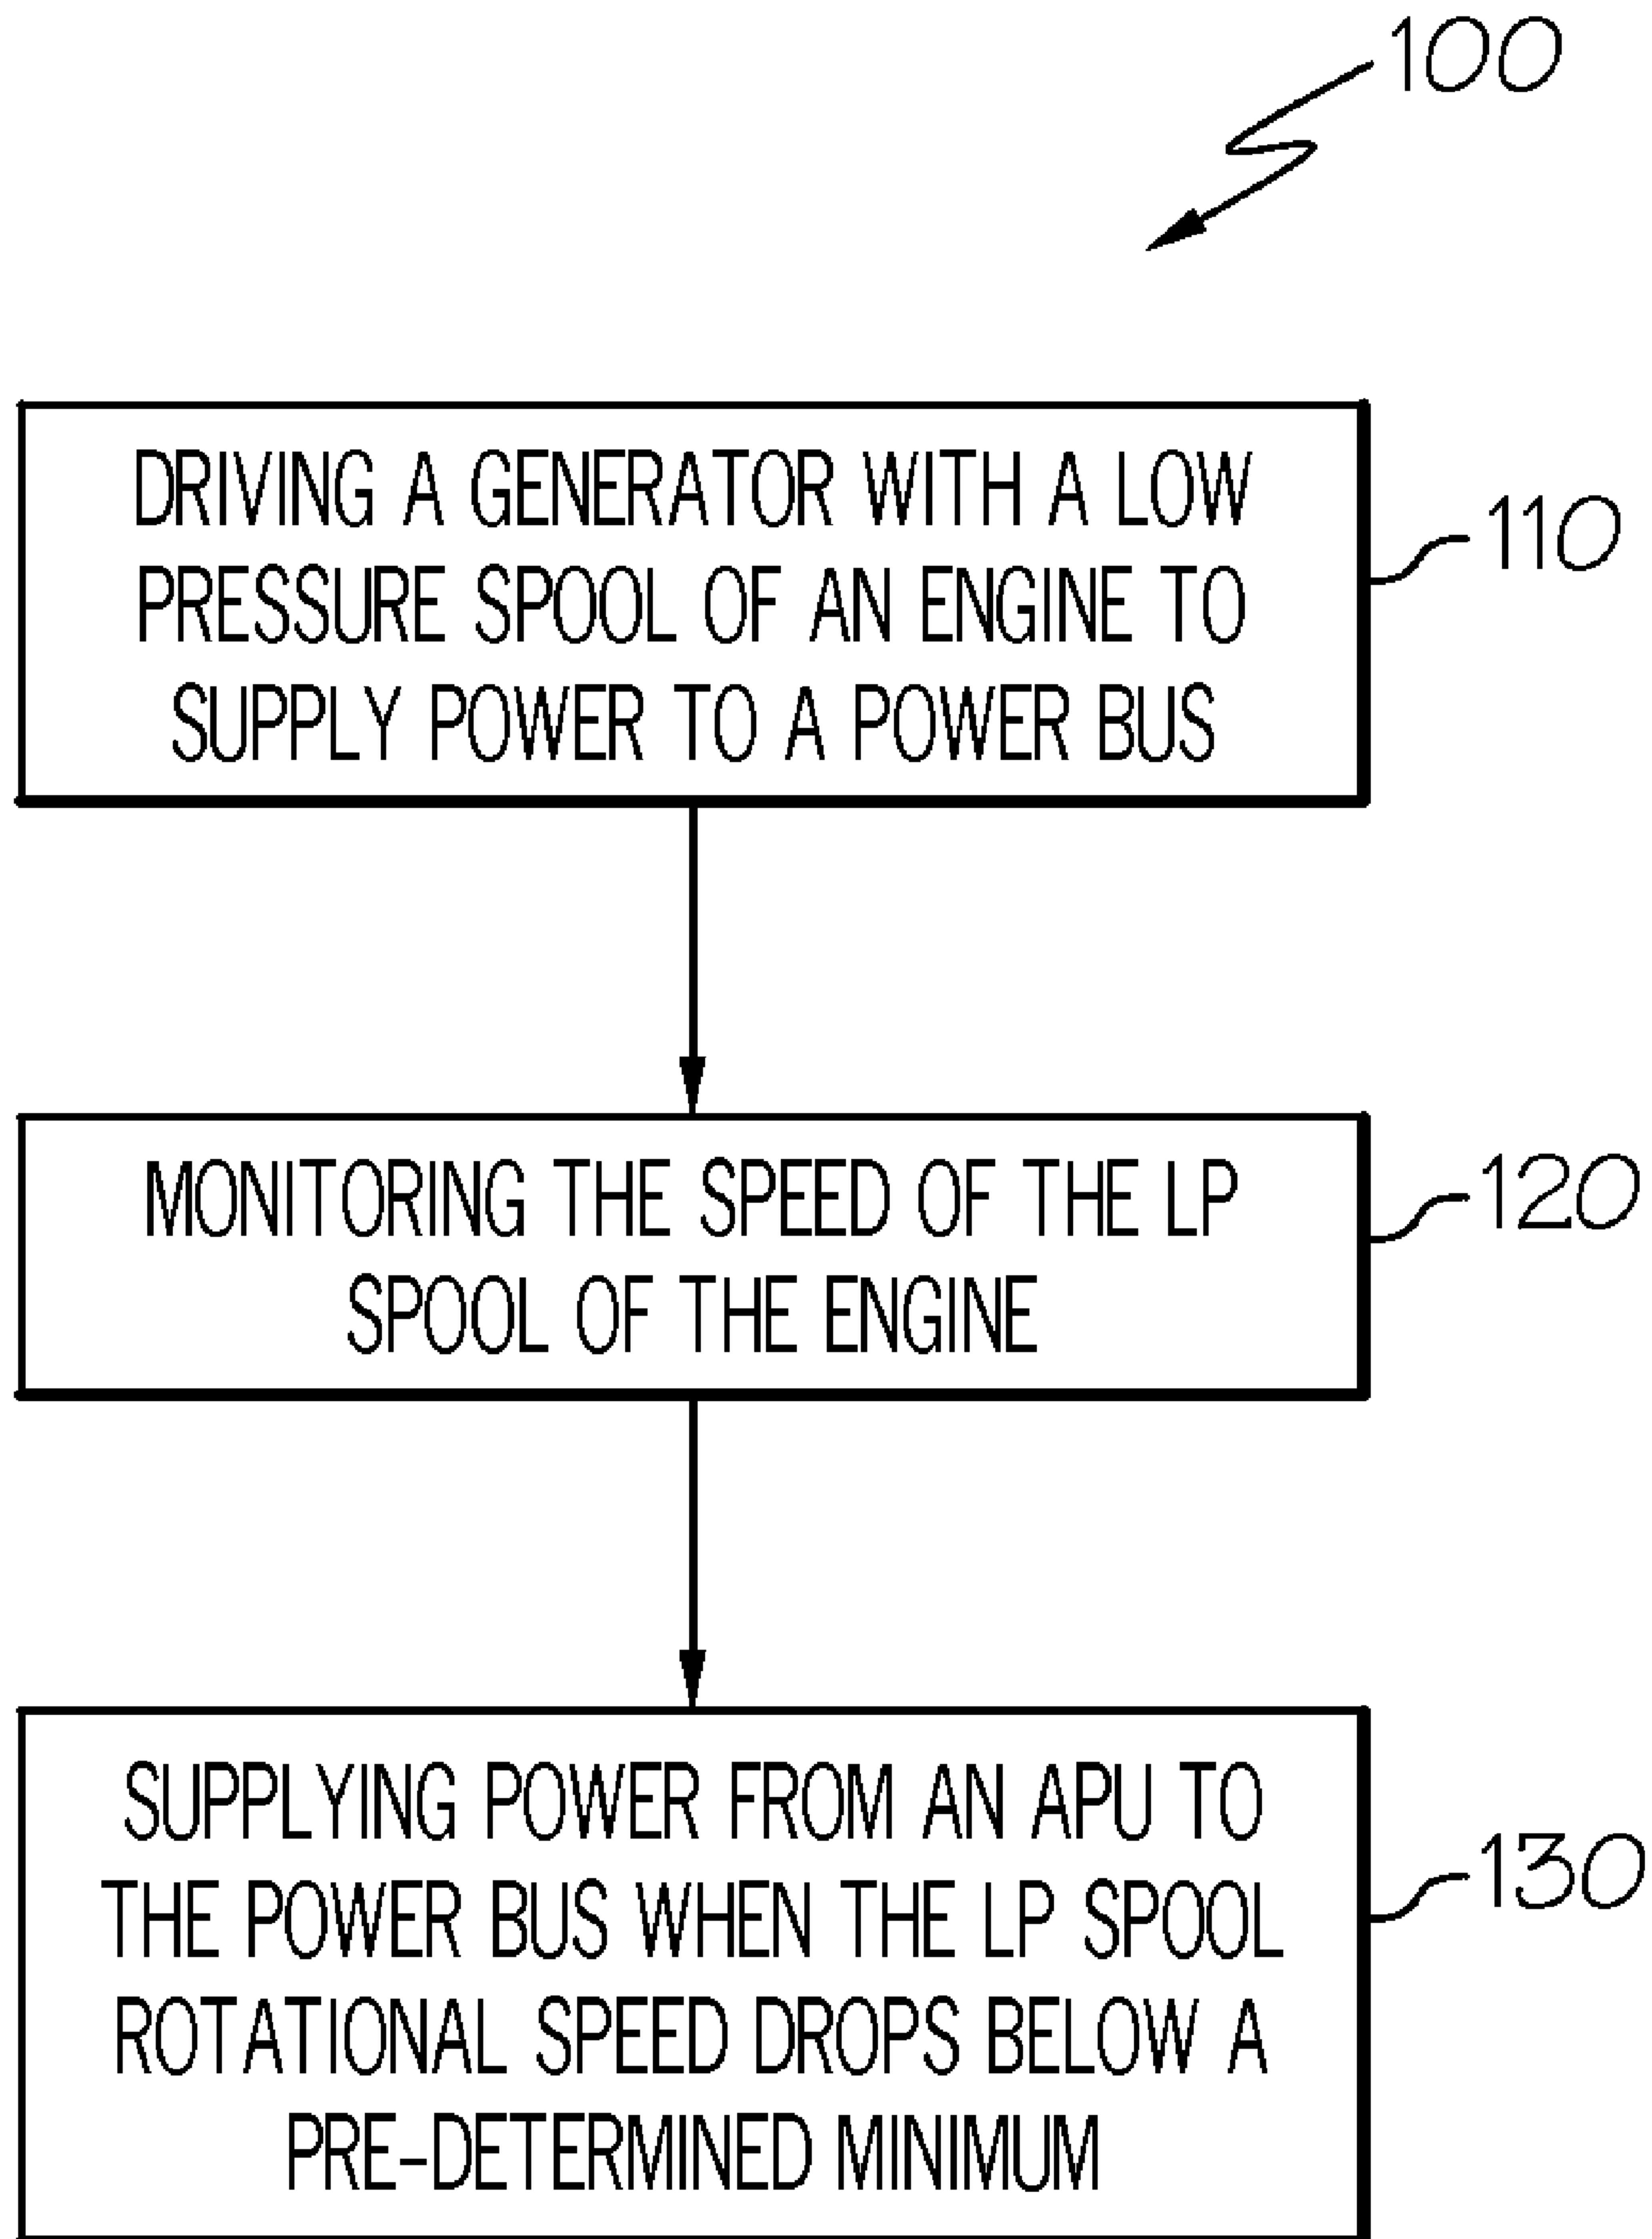 100
DRIVING A GENERATOR WITH A LOW
PRESSURE SPOOL OF AN ENGINE TO
SUPPLY POWER TO A POWER BUS
110
MONITORING THE SPEED OF THE LP
SPOOL OF THE ENGINE
120
SUPPLYING POWER FROM AN APU TO
THE POWER BUS WHEN THE LP SPOOL
ROTATIONAL SPEED DROPS BELOW A
PRE-DETERMINED MINIMUM
130